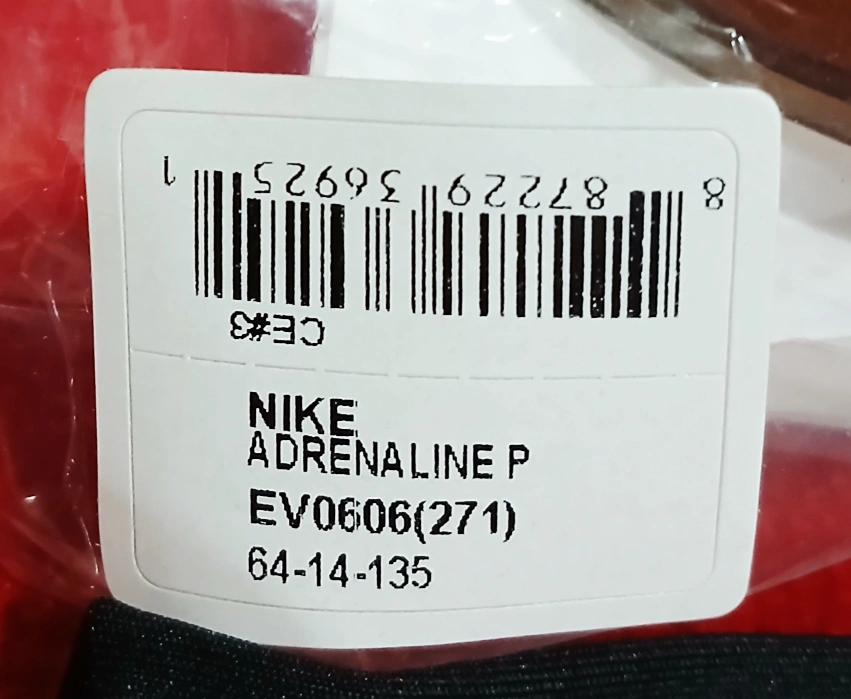 8 87229 36925 1
CE#3
NIKE
ADRENALINE P
EV0606(271)
64-14-135